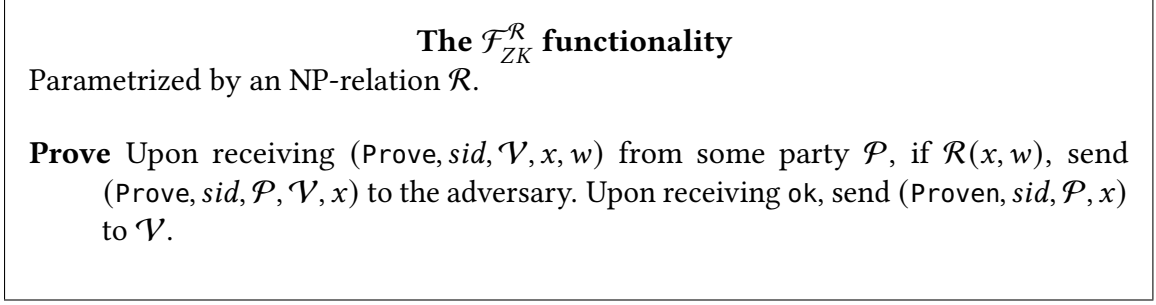 The $\mathcal{F}_{ZK}^{\mathcal{R}}$ functionality
Parametrized by an NP-relation $\mathcal{R}$.
Prove Upon receiving (Prove, sid, $\mathcal{V}$, x, w) from some party $\mathcal{P}$, if $\mathcal{R}$(x, w), send
(Prove, sid, $\mathcal{P}$, $\mathcal{V}$, x) to the adversary. Upon receiving ok, send (Proven, sid, $\mathcal{P}$, x)
to $\mathcal{V}$.